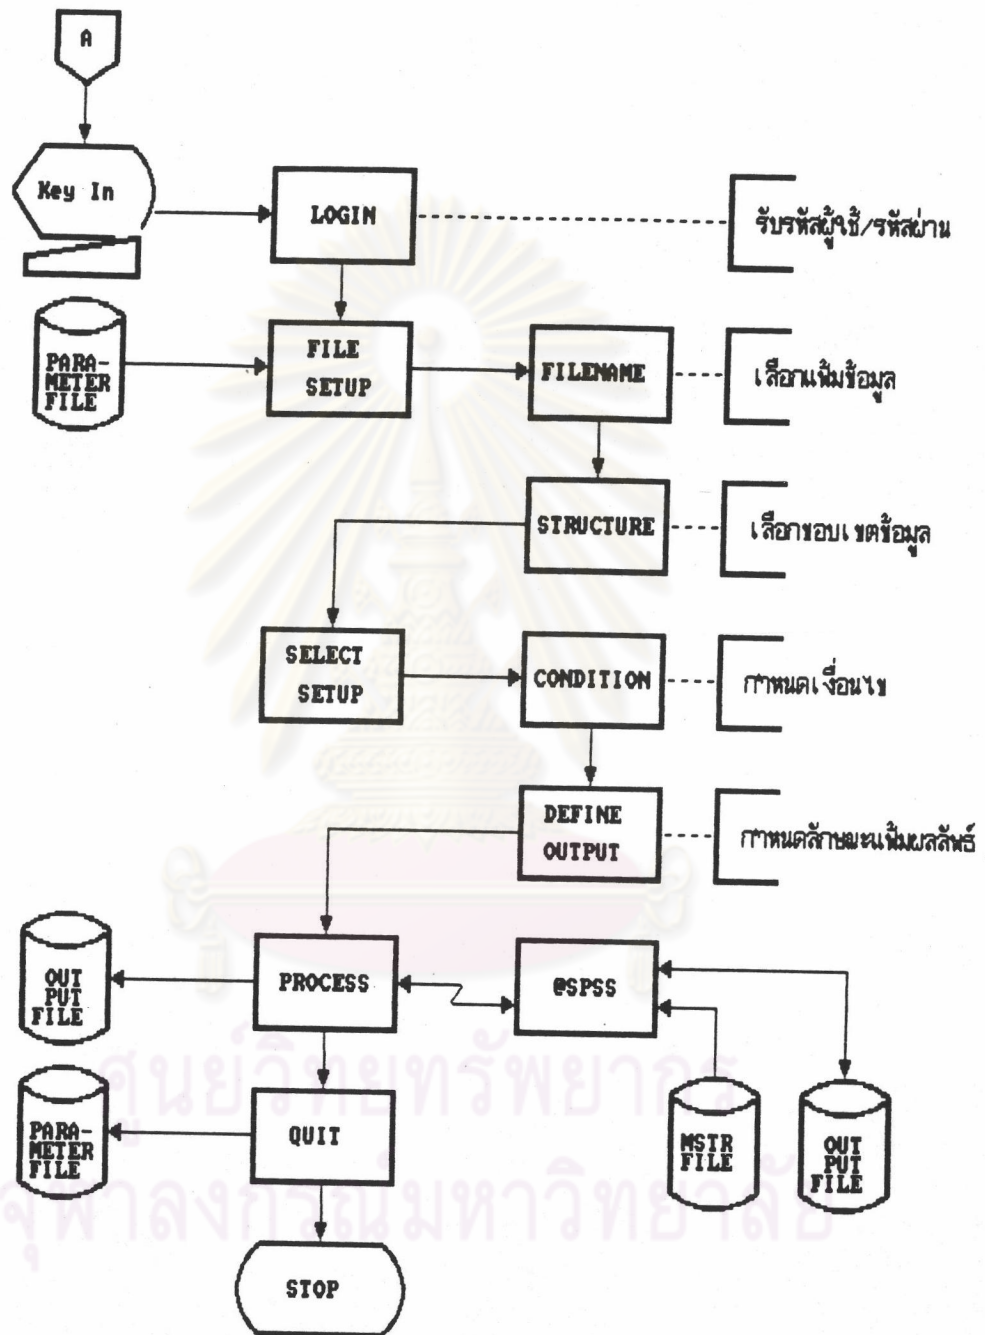 A
Key In
LOGIN
รับรหัสผู้ใช้/รหัสผ่าน
PARA-
METER
FILE
FILE
SETUP
FILENAME
เลือกแฟ้มข้อมูล
STRUCTURE
เลือกขอบเขตข้อมูล
SELECT
SETUP
CONDITION
กำหนดเงื่อนไข
DEFINE
OUTPUT
กำหนดลักษณะแฟ้มผลลัพธ์
OUT
PUT
FILE
PROCESS
@SPSS
PARA-
METER
FILE
QUIT
MSTR
FILE
OUT
PUT
FILE
STOP
ศูนย์วิทยทรัพยากร
จุฬาลงกรณ์มหาวิทยาลัย